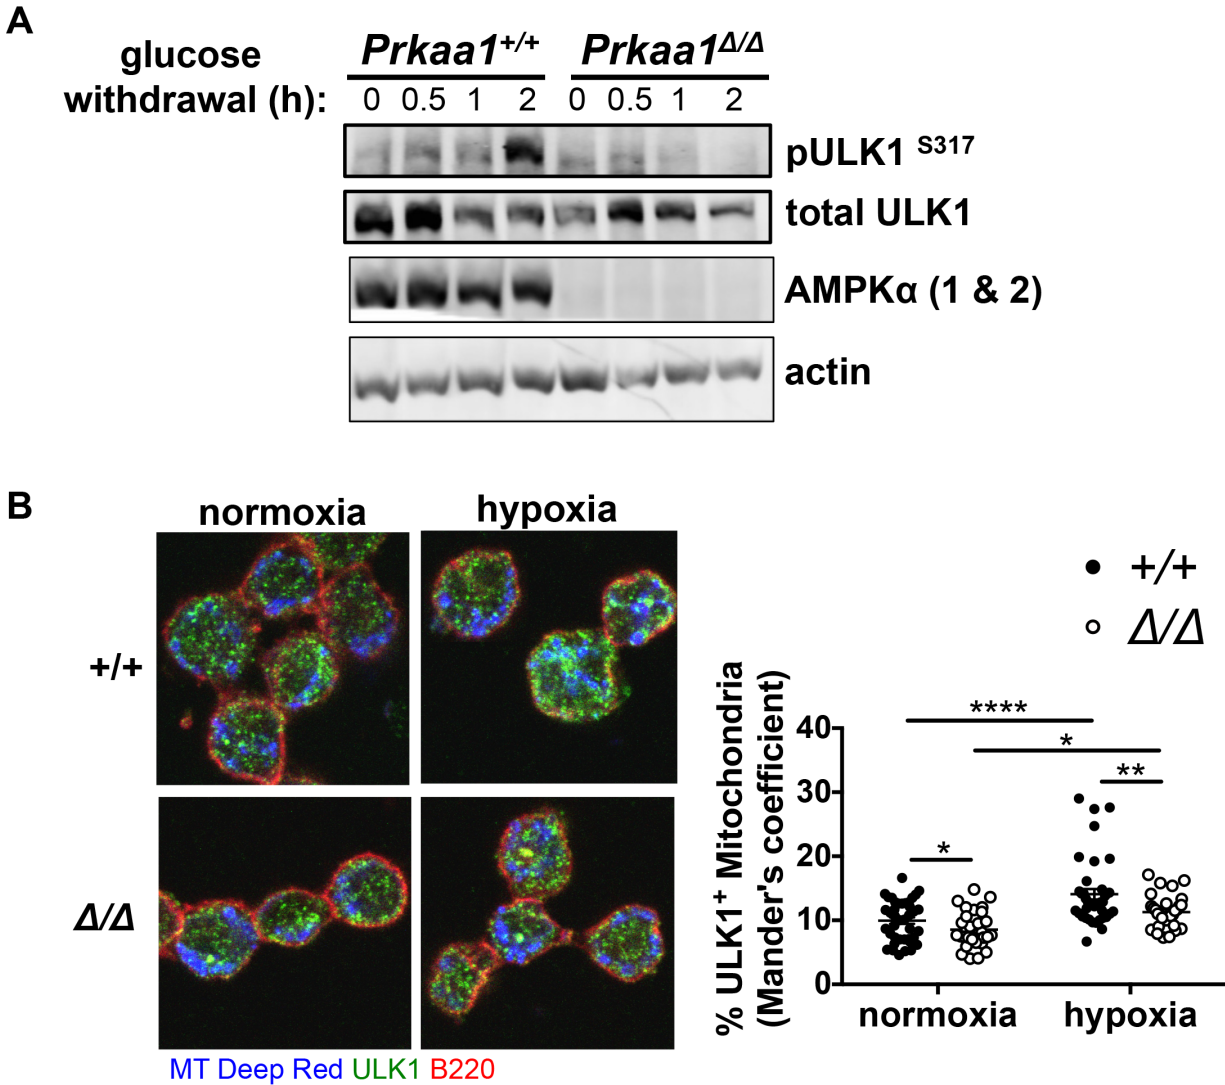 A
glucose
withdrawal (h):
Prkaa1+/+ Prkaa1Δ/Δ
0 0.5 1 2 0 0.5 1 2
pULK1 S317
total ULK1
AMPKα (1 & 2)
actin
B
normoxia hypoxia
+/+
Δ/Δ
MT Deep Red ULK1 B220
+/+
Δ/Δ
% ULK1+ Mitochondria
(Mander's coefficient)
40
30
20
10
0
****
*
**
*
normoxia hypoxia